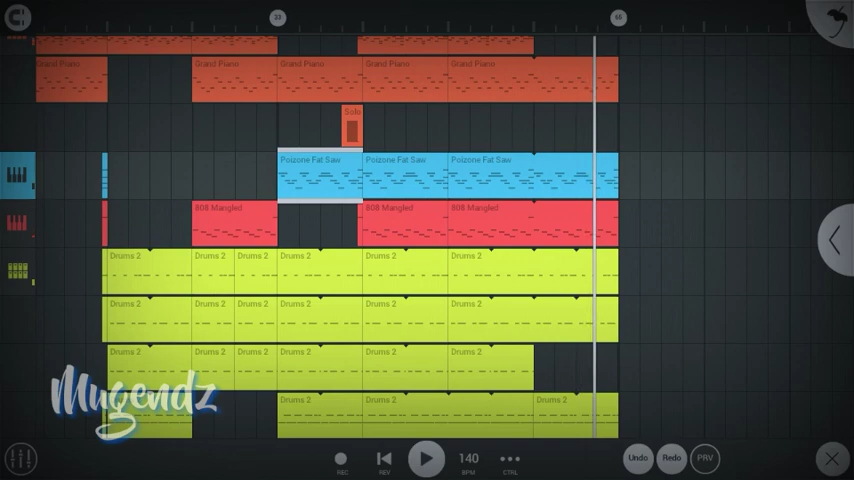 33
65
Grand Piano
Grand Piano Grand Piano Grand Piano Grand Piano
Solo
Poizone Fat Saw Poizone Fat Saw Poizone Fat Saw
808 Mangled 808 Mangled 808 Mangled
Drums 2 Drums 2 Drums 2 Drums 2 Drums 2 Drums 2
Drums 2 Drums 2 Drums 2 Drums 2 Drums 2 Drums 2
Drums 2 Drums 2 Drums 2 Drums 2 Drums 2 Drums 2
Drums 2 Drums 2 Drums 2 Drums 2
Mugendz
140
Undo Redo PRV
REC REV BPM CTRL